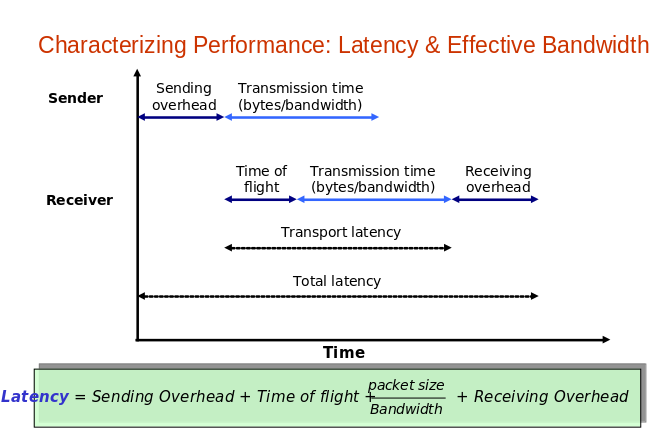 Characterizing Performance: Latency & Effective Bandwidth
Sender
Sending
overhead
Transmission time
(bytes/bandwidth)
Receiver
Time of
flight
Transmission time
(bytes/bandwidth)
Receiving
overhead
Transport latency
Total latency
Time
Latency = Sending Overhead + Time of flight + packet size / Bandwidth + Receiving Overhead